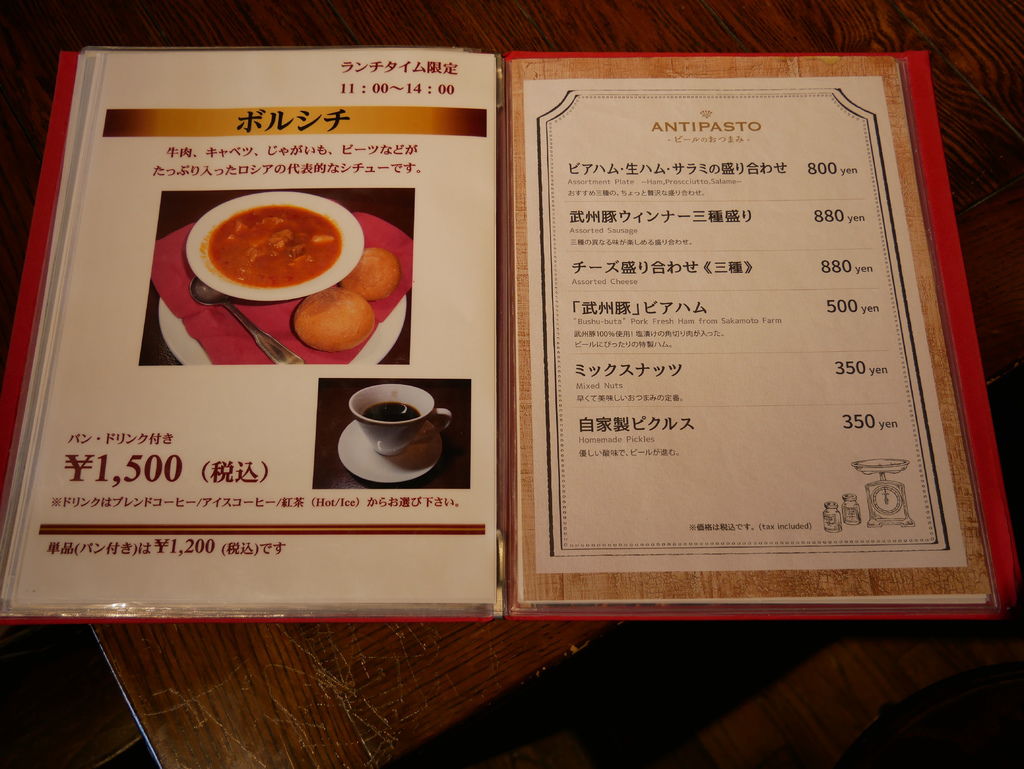 ランチタイム限定
11：00～14：00
ボルシチ
牛肉、キャベツ、じゃがいも、ビーツなどが
たっぷり入ったロシアの代表的なシチューです。
パン・ドリンク付き
¥1,500（税込）
※ドリンクはブレンドコーヒー/アイスコーヒー/紅茶（Hot/Ice）からお選び下さい。
単品(パン付き)は¥1,200 (税込)です
ANTIPASTO
- ビールのおつまみ -
ビアハム・生ハム・サラミの盛り合わせ 800 yen
Assortment Plate ~Ham,Proscciutto,Salame~
おすすめ三種の、ちょっと贅沢な盛り合わせ。
武州豚ウィンナー三種盛り 880 yen
Assorted Sausage
三種の異なる味が楽しめる盛り合わせ。
チーズ盛り合わせ《三種》 880 yen
Assorted Cheese
「武州豚」ビアハム 500 yen
"Bushu-buta" Pork Fresh Ham from Sakamoto Farm
武州豚100%使用! 塩漬けの角切り肉が入った、
ビールにぴったりの特製ハム。
ミックスナッツ 350 yen
Mixed Nuts
早くて美味しいおつまみの定番。
自家製ピクルス 350 yen
Homemade Pickles
優しい酸味で、ビールが進む。
※価格は税込です。(tax included)